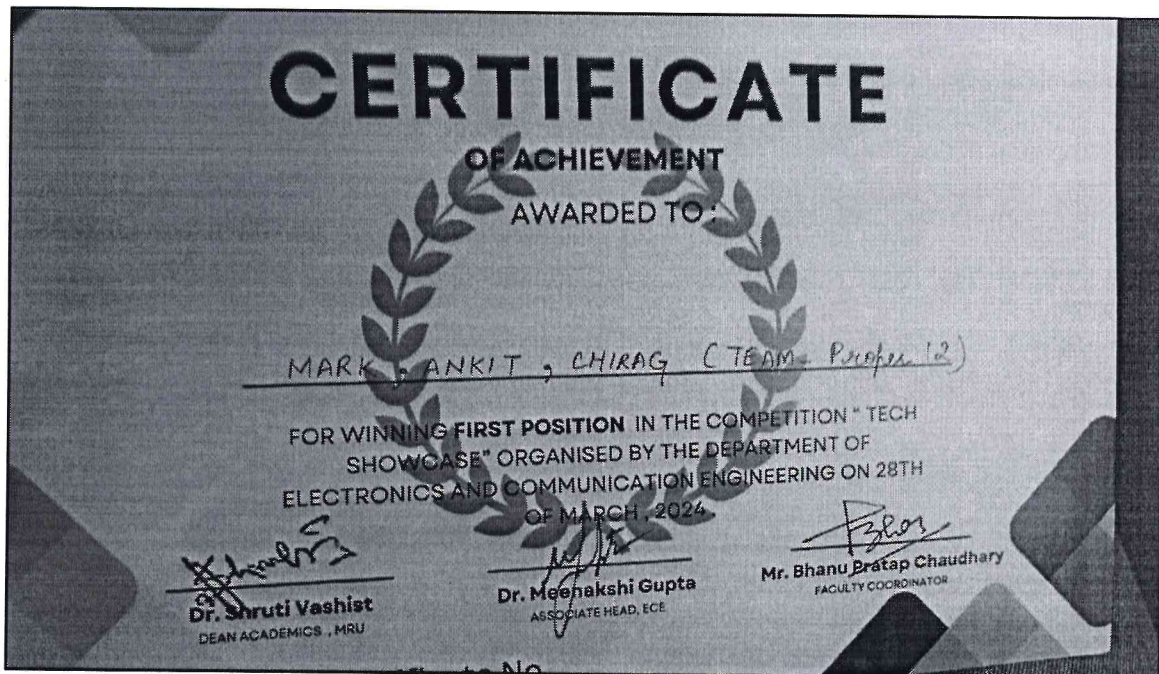 CERTIFICATE
OF ACHIEVEMENT
AWARDED TO :
MARK , ANKIT , CHIRAG ( TEAM
FOR WINNING FIRST POSITION IN THE COMPETITION " TECH
SHOWCASE" ORGANISED BY THE DEPARTMENT OF
ELECTRONICS AND COMMUNICATION ENGINEERING ON 28TH
OF MARCH , 2024
Dr. Shruti Vashist
DEAN ACADEMICS , MRU
Dr. Meenakshi Gupta
ASSOCIATE HEAD, ECE
Mr. Bhanu Pratap Chaudhary
FACULTY COORDINATOR
No